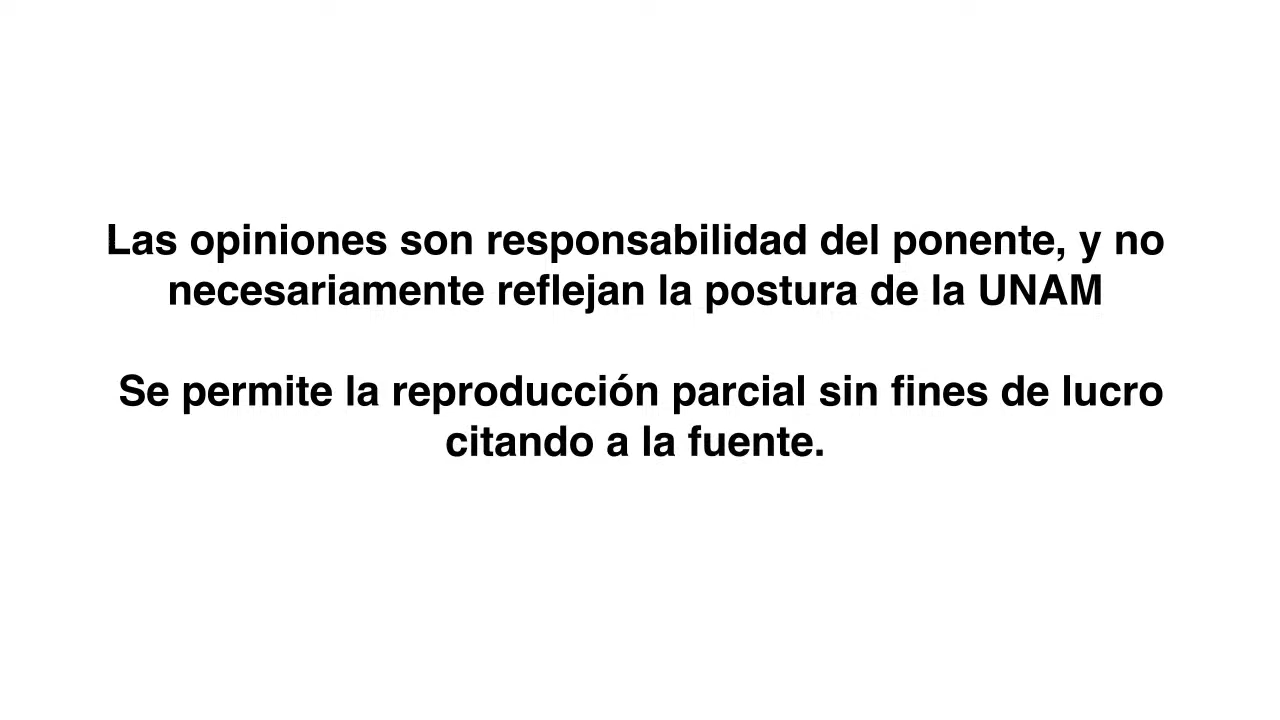 Las opiniones son responsabilidad del ponente, y no
necesariamente reflejan la postura de la UNAM
Se permite la reproducción parcial sin fines de lucro
citando a la fuente.